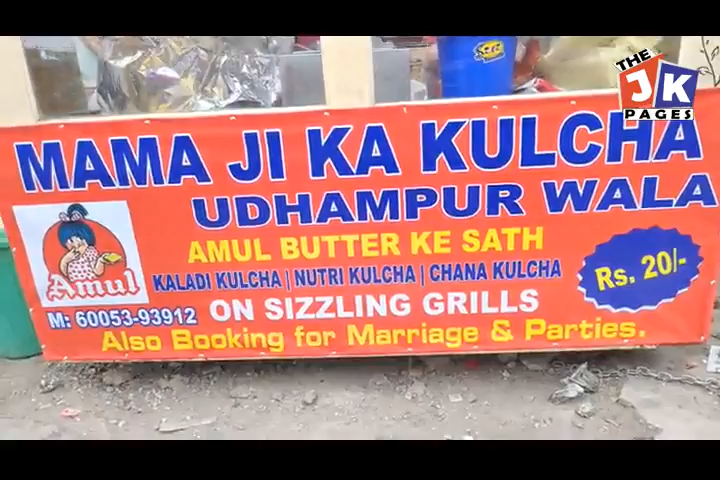 THE
JK
PAGES
MAMA JI KA KULCHA
UDHAMPUR WALA
AMUL BUTTER KE SATH
Amul
KALADI KULCHA | NUTRI KULCHA | CHANA KULCHA
Rs. 20/-
M: 60053-93912
ON SIZZLING GRILLS
Also Booking for Marriage & Parties.